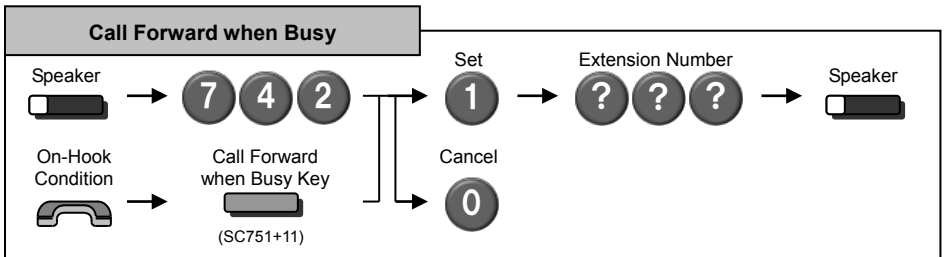 Call Forward when Busy
Speaker
7 4 2
Set
1
Extension Number
? ? ?
Speaker
On-Hook
Condition
Call Forward
when Busy Key
(SC751+11)
Cancel
0